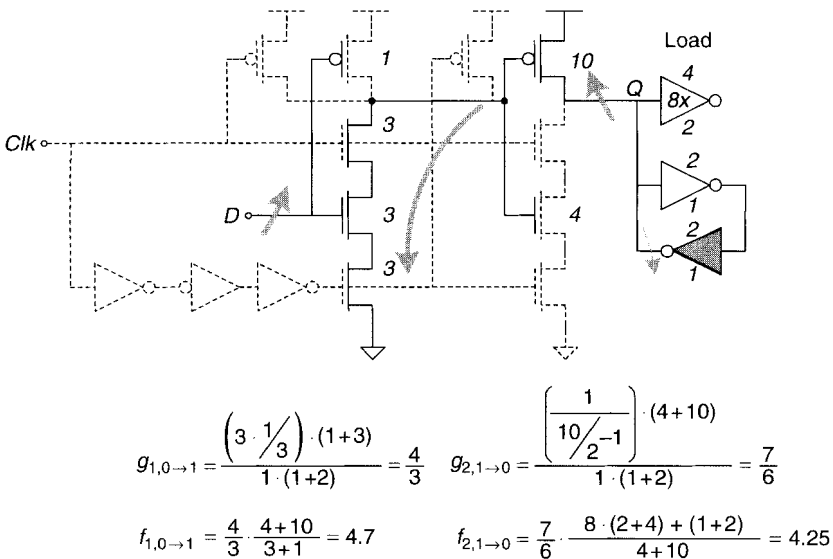 Load
1
10
Q
4
8x
2
3
Clk
2
1
D
3
4
2
1
3
g1,0→1 = (3 · 1/3) · (1+3) / 1 · (1+2) = 4/3
g2,1→0 = (1 / (10/2 −1)) · (4+10) / 1 · (1+2) = 7/6
f1,0→1 = 4/3 · 4+10 / 3+1 = 4.7
f2,1→0 = 7/6 · 8 · (2+4) + (1+2) / 4+10 = 4.25